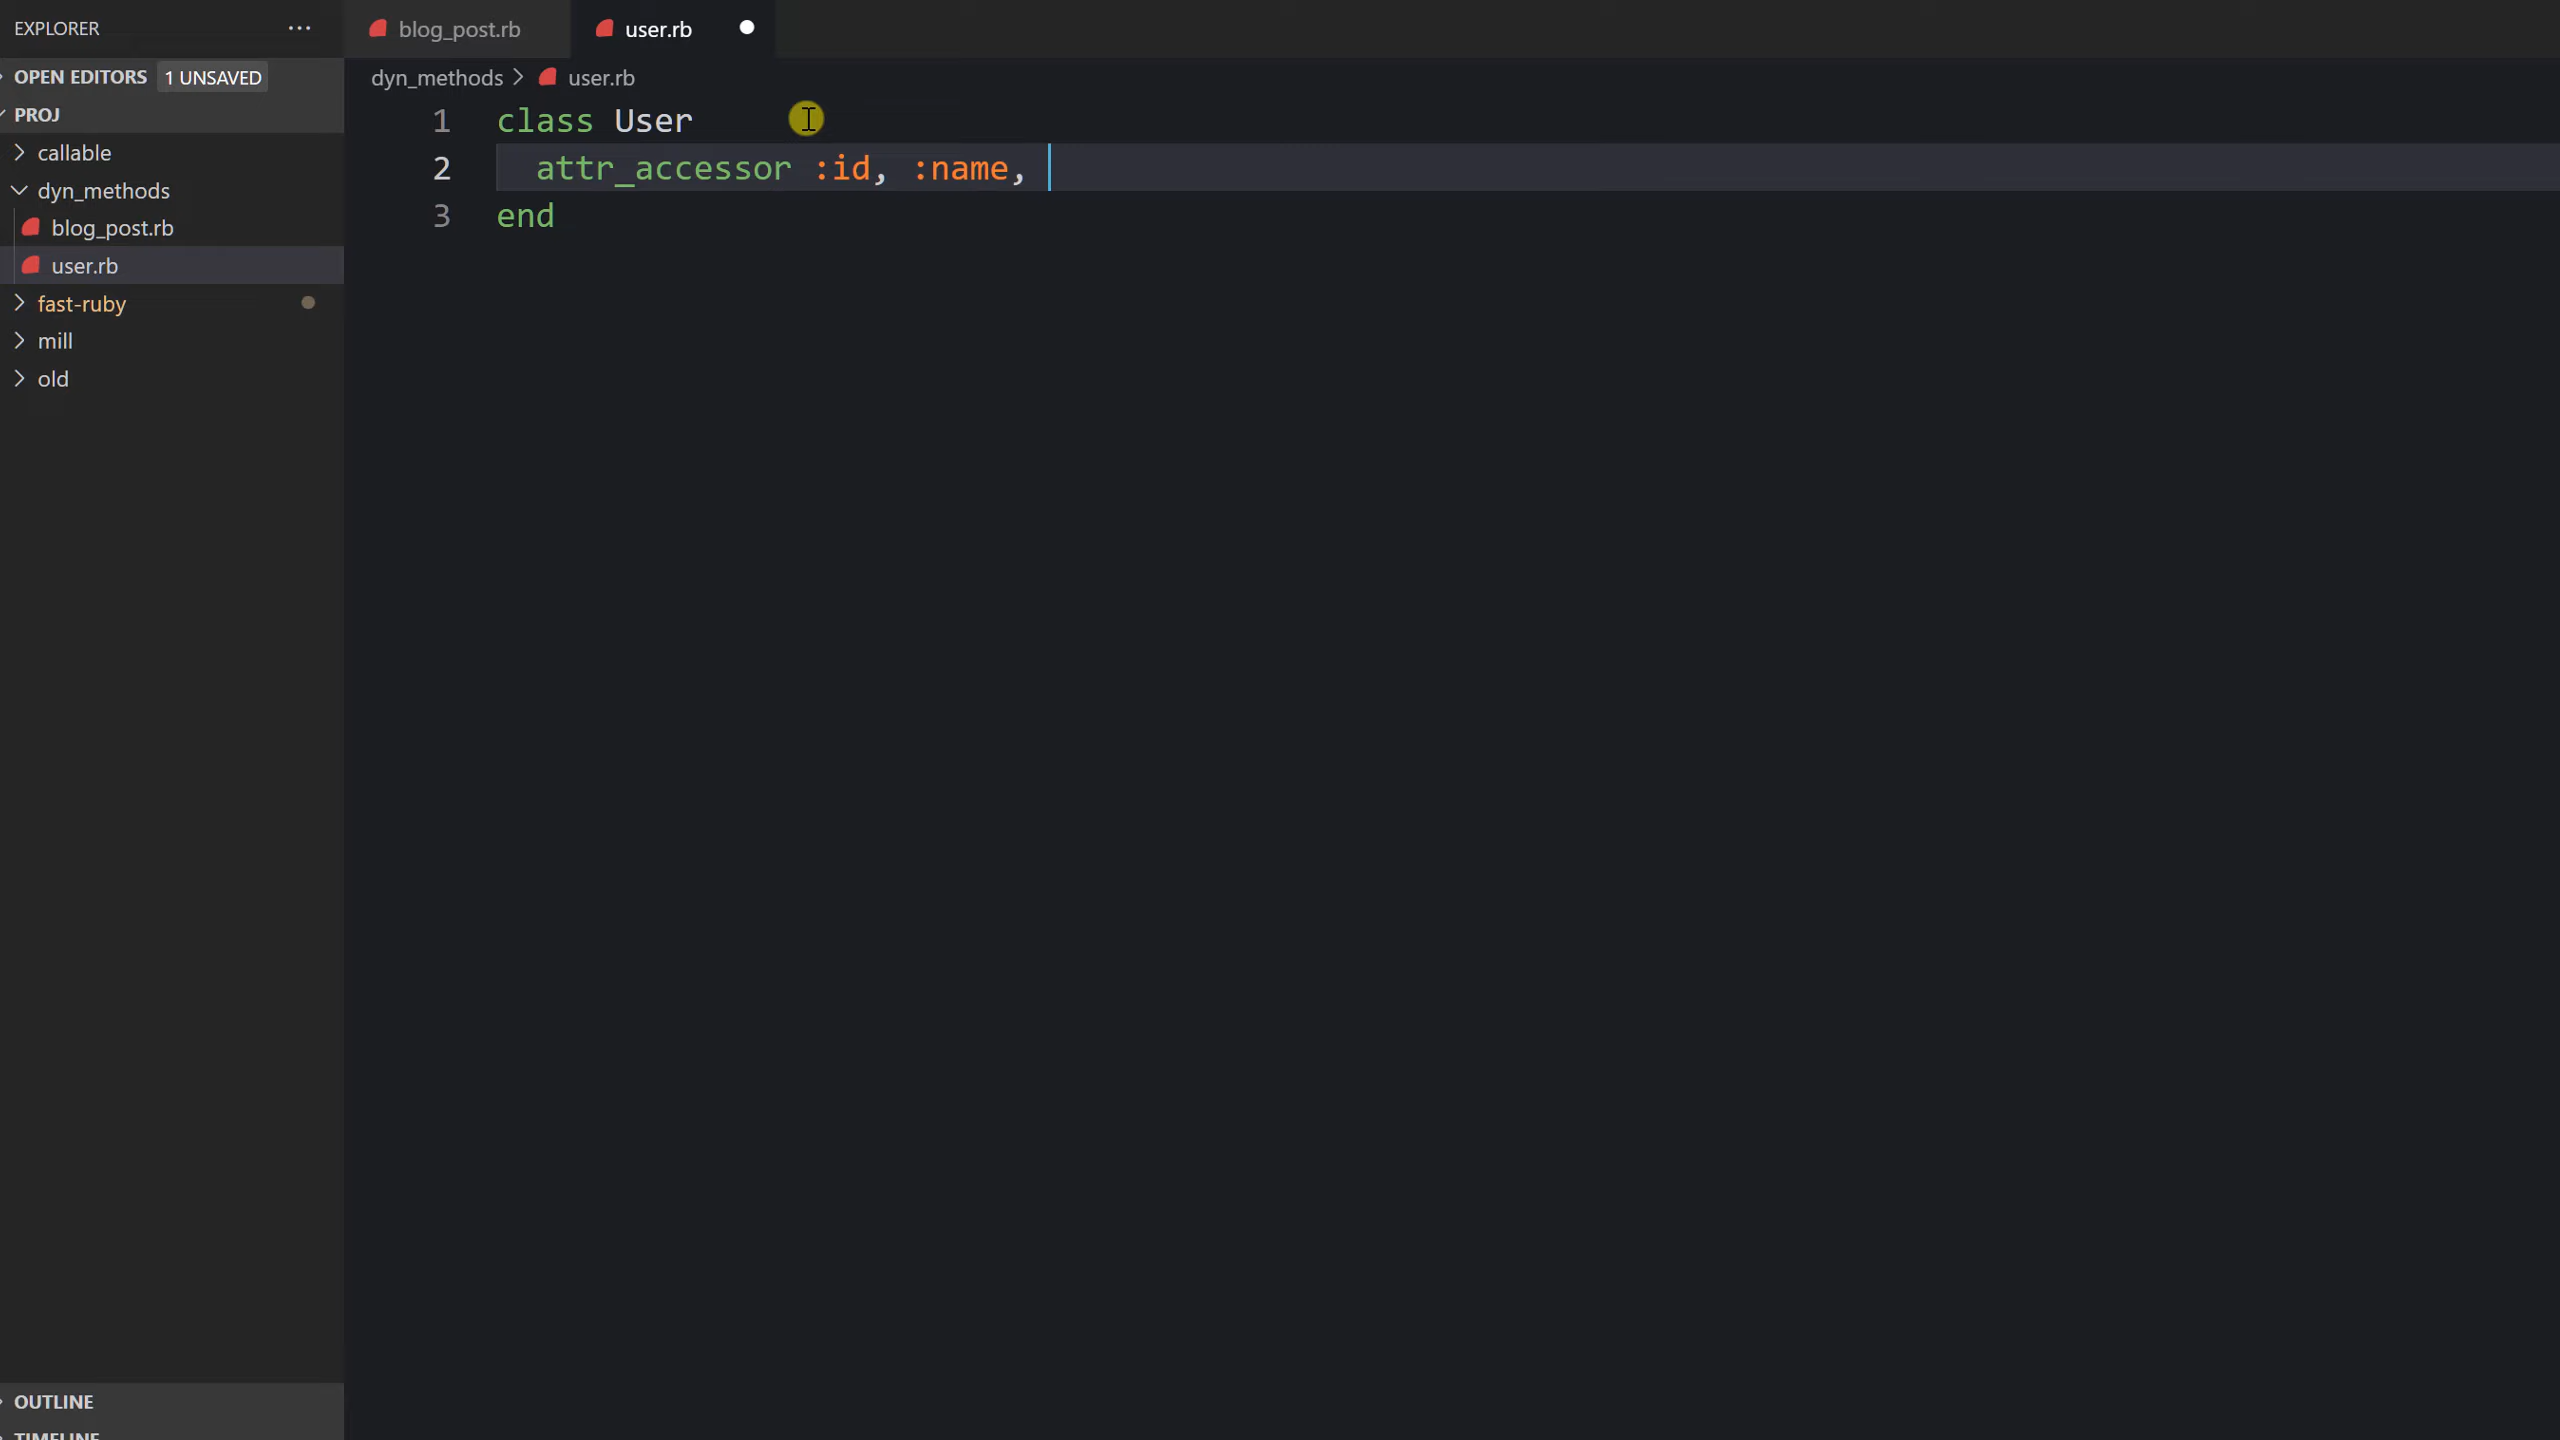 EXPLORER
OPEN EDITORS 1 UNSAVED
PROJ
callable
dyn_methods
blog_post.rb
user.rb
fast-ruby
mill
old
OUTLINE
TIMELINE
blog_post.rb user.rb
dyn_methods user.rb
1 class User
2 attr_accessor :id, :name,
3 end